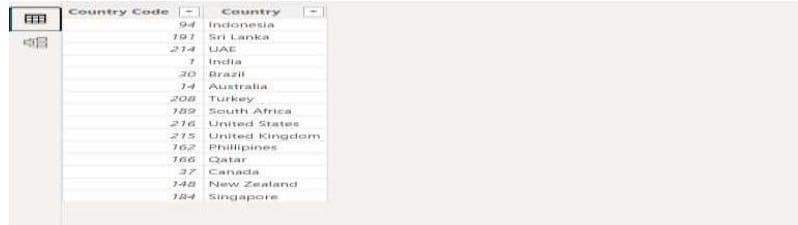 Country Code Country
94 Indonesia
191 Sri Lanka
214 UAE
1 India
30 Brazil
14 Australia
208 Turkey
189 South Africa
216 United States
215 United Kingdom
162 Phillipines
166 Qatar
37 Canada
148 New Zealand
184 Singapore